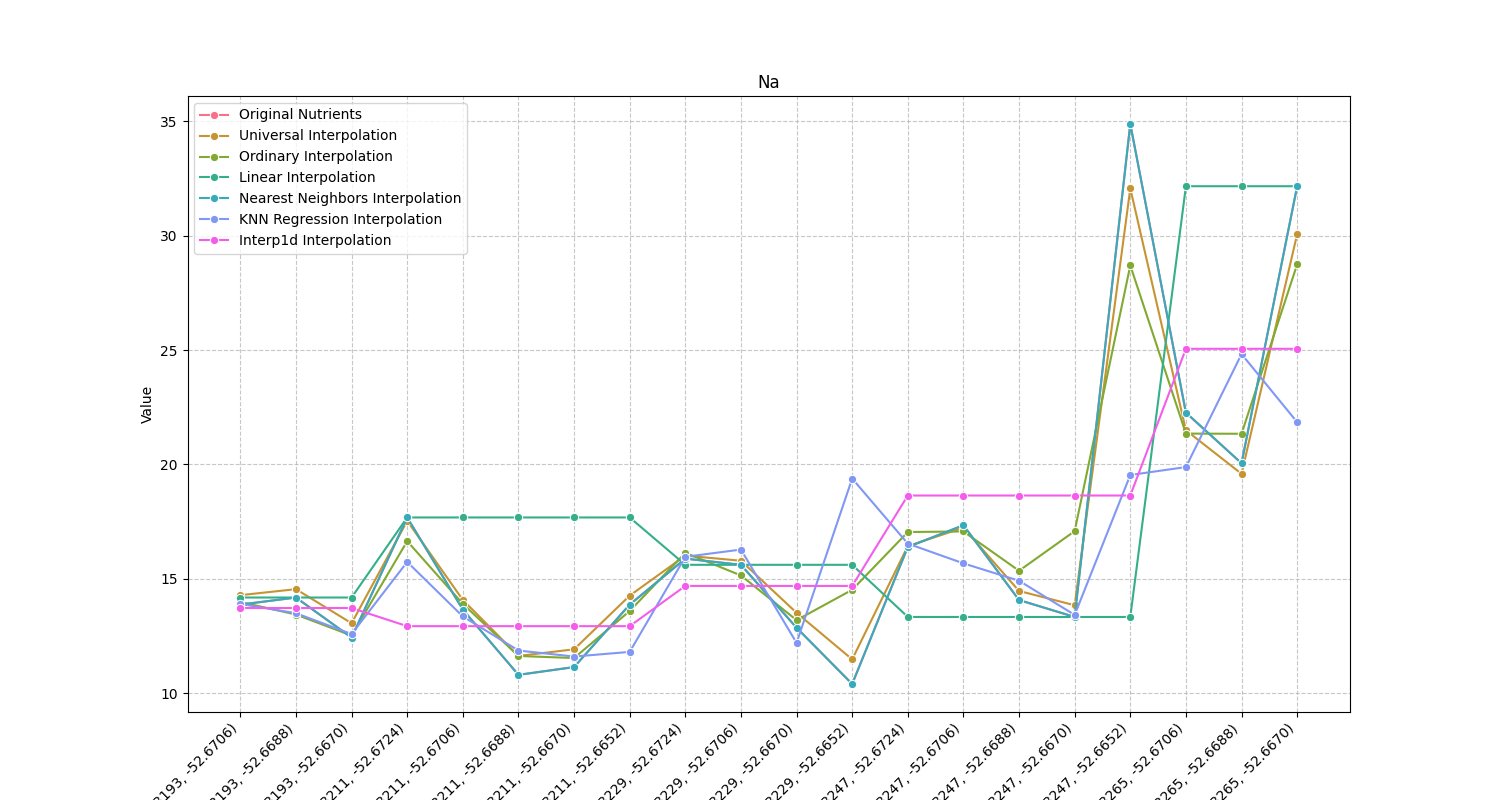 Na
Original Nutrients
Universal Interpolation
Ordinary Interpolation
Linear Interpolation
Nearest Neighbors Interpolation
KNN Regression Interpolation
Interp1d Interpolation
Value
35
30
25
20
15
10
193, -52.6706)
193, -52.6688)
193, -52.6670)
211, -52.6724)
211, -52.6706)
211, -52.6688)
211, -52.6670)
211, -52.6652)
229, -52.6724)
229, -52.6706)
229, -52.6670)
229, -52.6652)
247, -52.6724)
247, -52.6706)
247, -52.6688)
247, -52.6670)
247, -52.6652)
265, -52.6706)
265, -52.6688)
265, -52.6670)